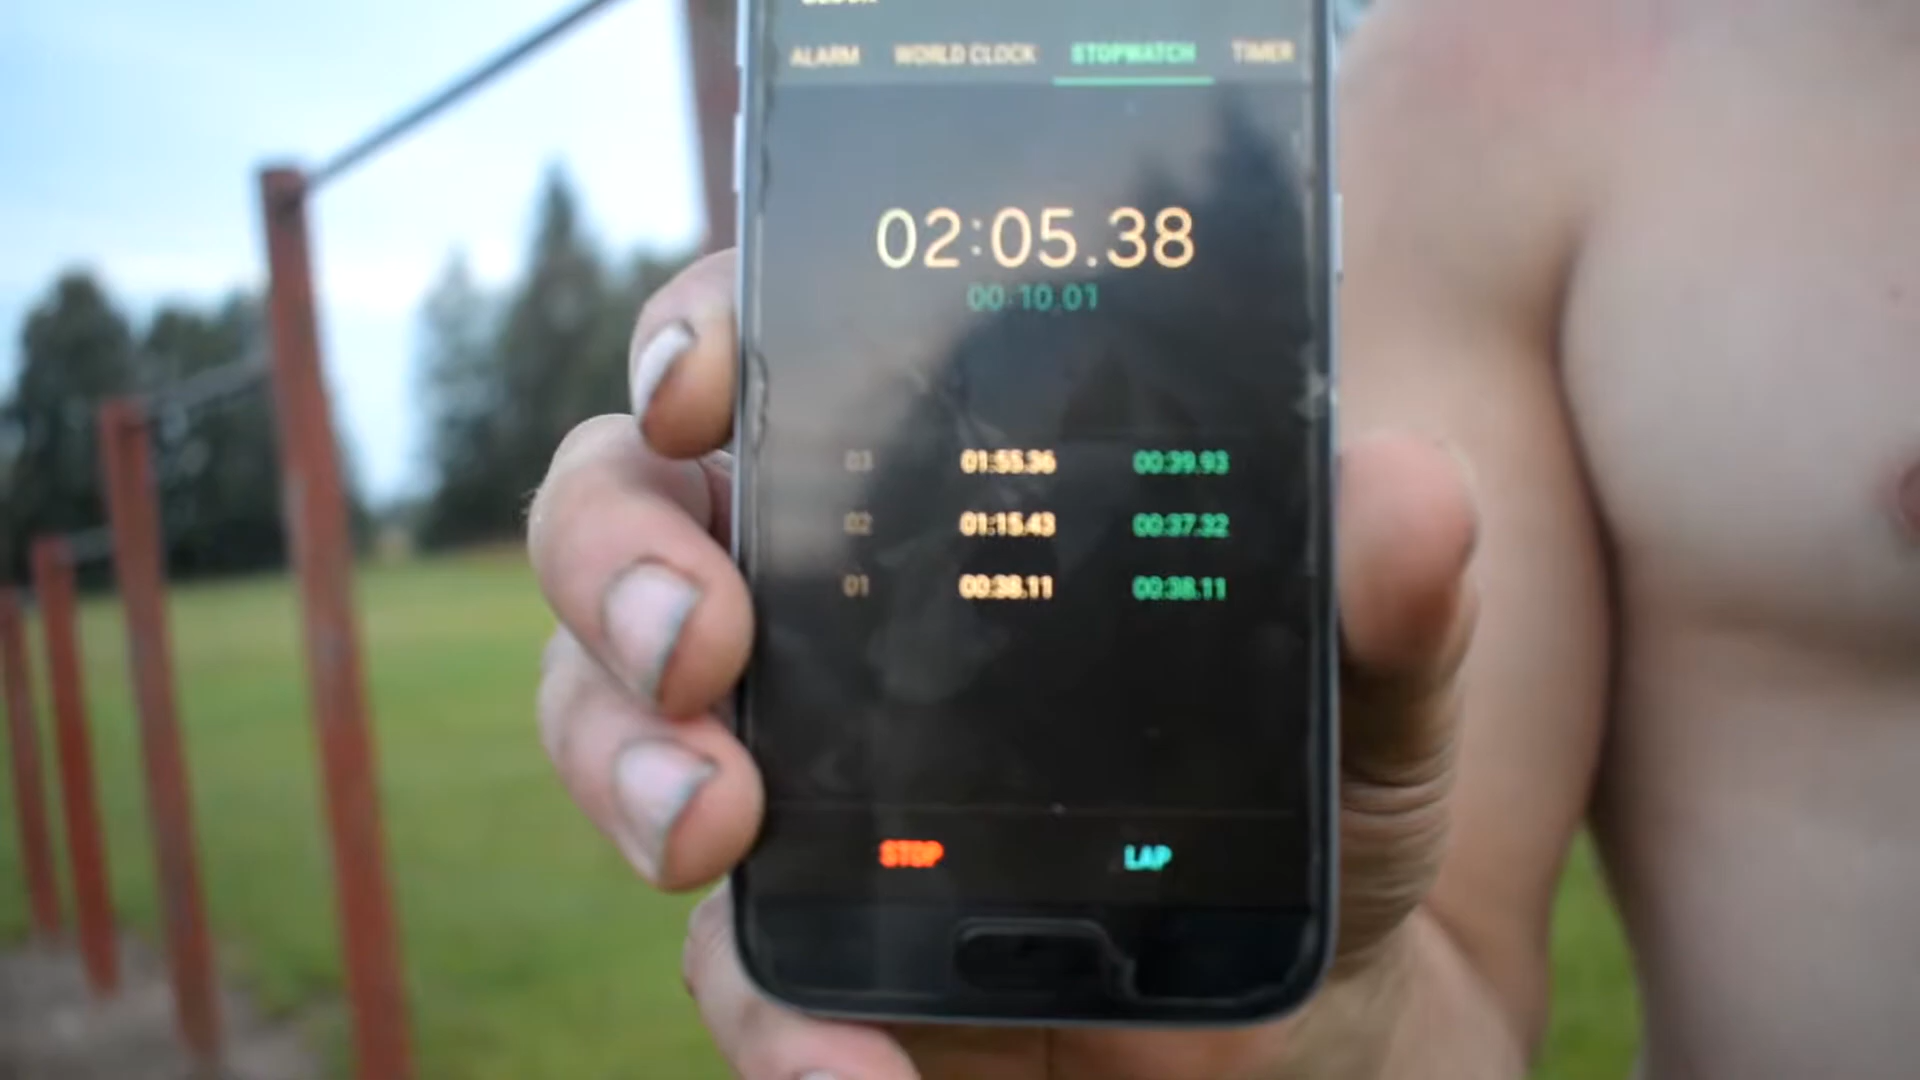 CLOCK
ALARM WORLD CLOCK STOPWATCH TIMER
02:05.38
00:10.01
03 01:55.36 00:39.93
02 01:15.43 00:37.32
01 00:38.11 00:38.11
STOP LAP